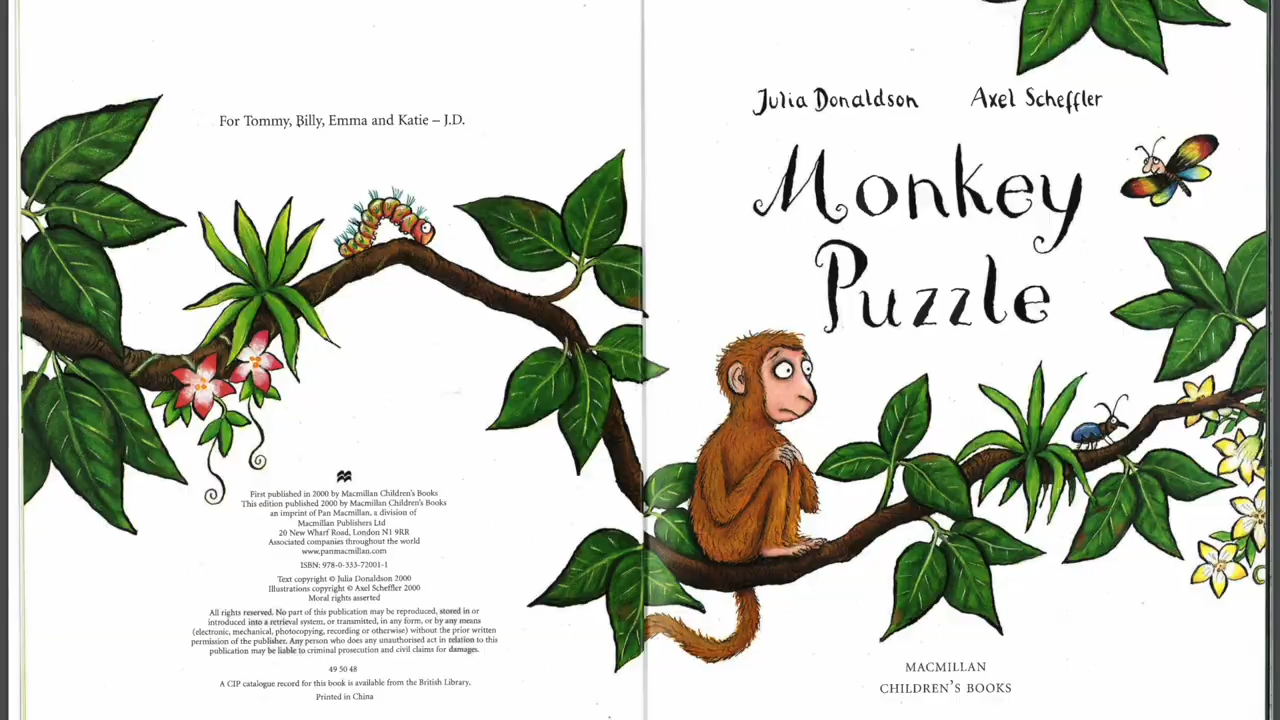 For Tommy, Billy, Emma and Katie – J.D.
First published in 2000 by Macmillan Children's Books
This edition published 2000 by Macmillan Children's Books
an imprint of Pan Macmillan, a division of
Macmillan Publishers Ltd
20 New Wharf Road, London N1 9RR
Associated companies throughout the world
www.panmacmillan.com
ISBN: 978-0-333-72001-1
Text copyright © Julia Donaldson 2000
Illustrations copyright © Axel Scheffler 2000
Moral rights asserted
All rights reserved. No part of this publication may be reproduced, stored in or
introduced into a retrieval system, or transmitted, in any form, or by any means
(electronic, mechanical, photocopying, recording or otherwise) without the prior written
permission of the publisher. Any person who does any unauthorised act in relation to this
publication may be liable to criminal prosecution and civil claims for damages.
49 50 48
A CIP catalogue record for this book is available from the British Library.
Printed in China
Julia Donaldson Axel Scheffler
Monkey
Puzzle
MACMILLAN
CHILDREN'S BOOKS